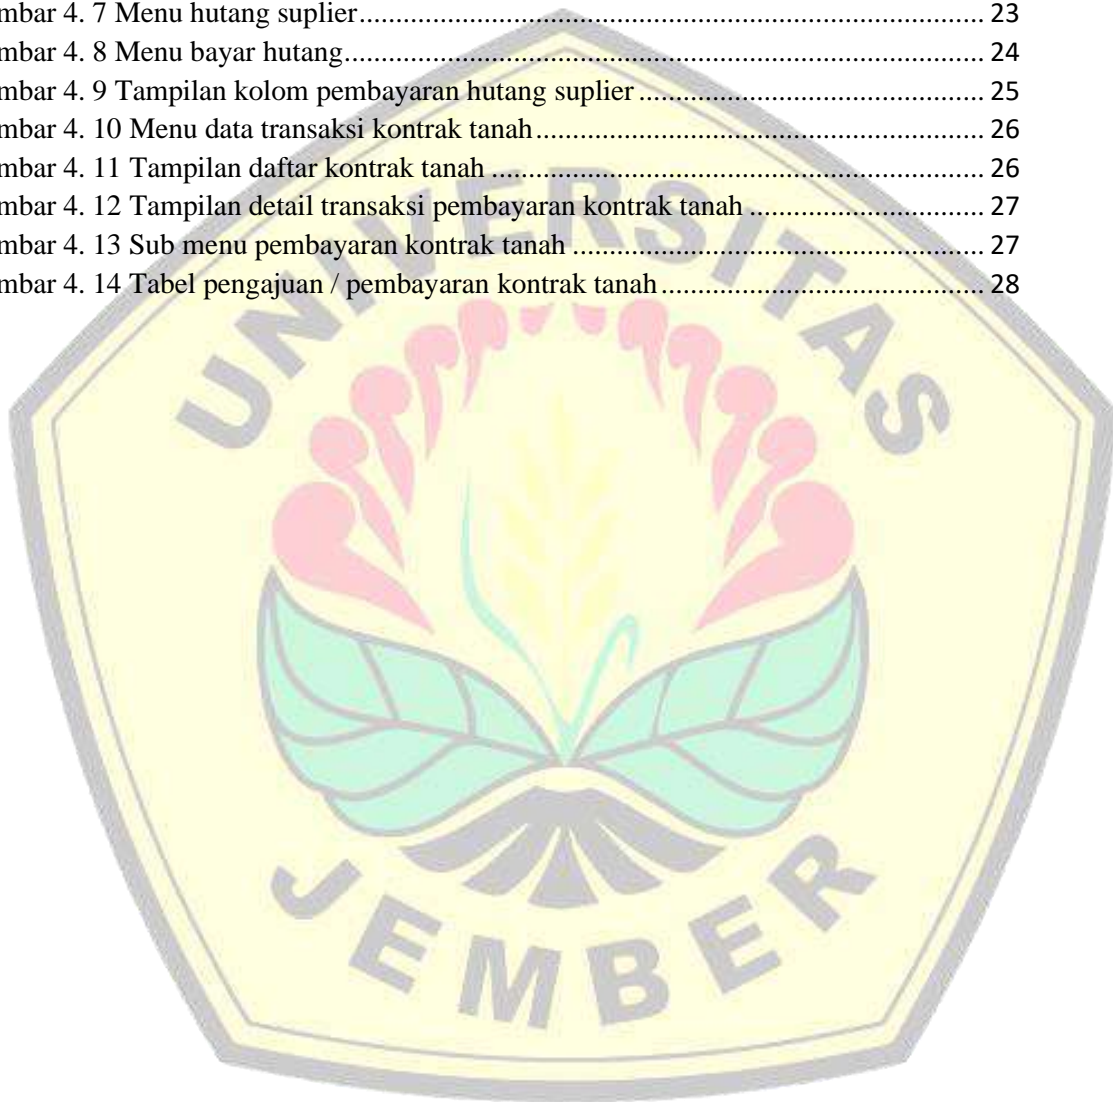 mbar 4. 7 Menu hutang suplier........................................................................................ 23
mbar 4. 8 Menu bayar hutang.......................................................................................... 24
mbar 4. 9 Tampilan kolom pembayaran hutang suplier ................................................. 25
mbar 4. 10 Menu data transaksi kontrak tanah............................................................... 26
mbar 4. 11 Tampilan daftar kontrak tanah ...................................................................... 26
mbar 4. 12 Tampilan detail transaksi pembayaran kontrak tanah ................................. 27
mbar 4. 13 Sub menu pembayaran kontrak tanah .......................................................... 27
mbar 4. 14 Tabel pengajuan / pembayaran kontrak tanah.............................................. 28
UNIVERSITAS
JEMBER